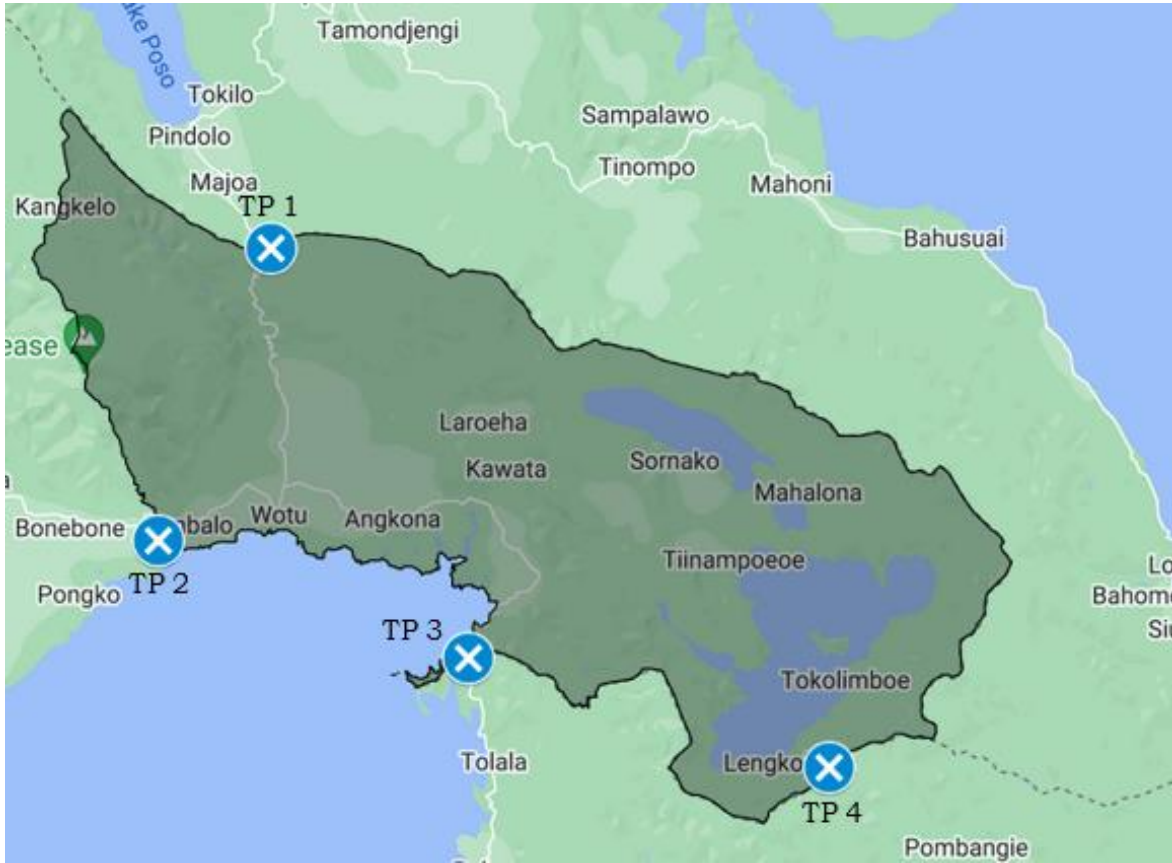 Tamondjengi
Tokilo
Sampalawo
Pindolo
Tinompo
Majoa
Mahoni
Kangkelo
TP 1
Bahusuai
ease
Laroeha
Kawata
Sornako
Mahalona
Bonebone
Wotu
Angkona
Tiinampoeoe
TP 2
Pongko
TP 3
Tokolimboe
Tolala
Lengko
TP 4
Pombangie